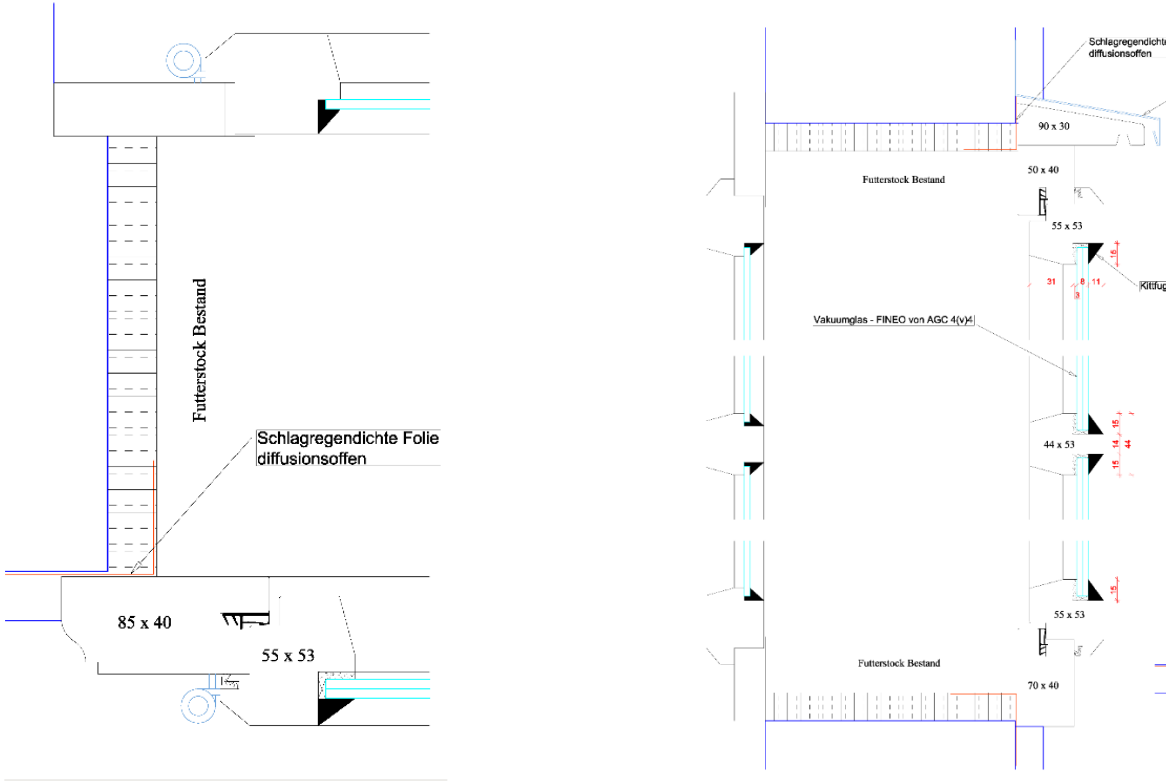 Futterstock Bestand
Schlagregendichte Folie
diffusionsoffen
85 x 40
55 x 53
Schlagregendichte
diffusionsoffen
90 x 30
50 x 40
Futterstock Bestand
55 x 53
16
31
8
11
3
Kittfug
Vakuumglas - FINEO von AGC 4(v)4
15
44 x 53
14
44
15
15
55 x 53
Futterstock Bestand
70 x 40